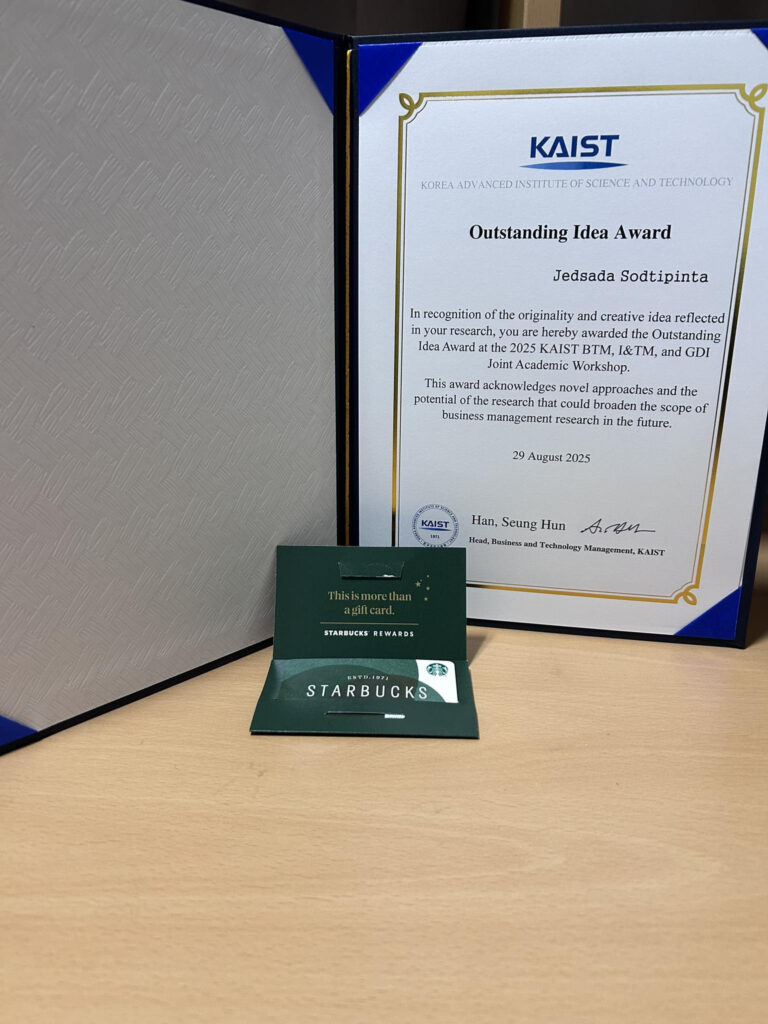 KAIST
KOREA ADVANCED INSTITUTE OF SCIENCE AND TECHNOLOGY
Outstanding Idea Award
Jedsada Sodtipinta
In recognition of the originality and creative idea reflected
in your research, you are hereby awarded the Outstanding
Idea Award at the 2025 KAIST BTM, I&TM, and GDI
Joint Academic Workshop.
This award acknowledges novel approaches and the
potential of the research that could broaden the scope of
business management research in the future.
29 August 2025
KAIST
1971
Han, Seung Hun
Head, Business and Technology Management, KAIST
This is more than
a gift card.
STARBUCKS® REWARDS
ESTD.1971
STARBUCKS